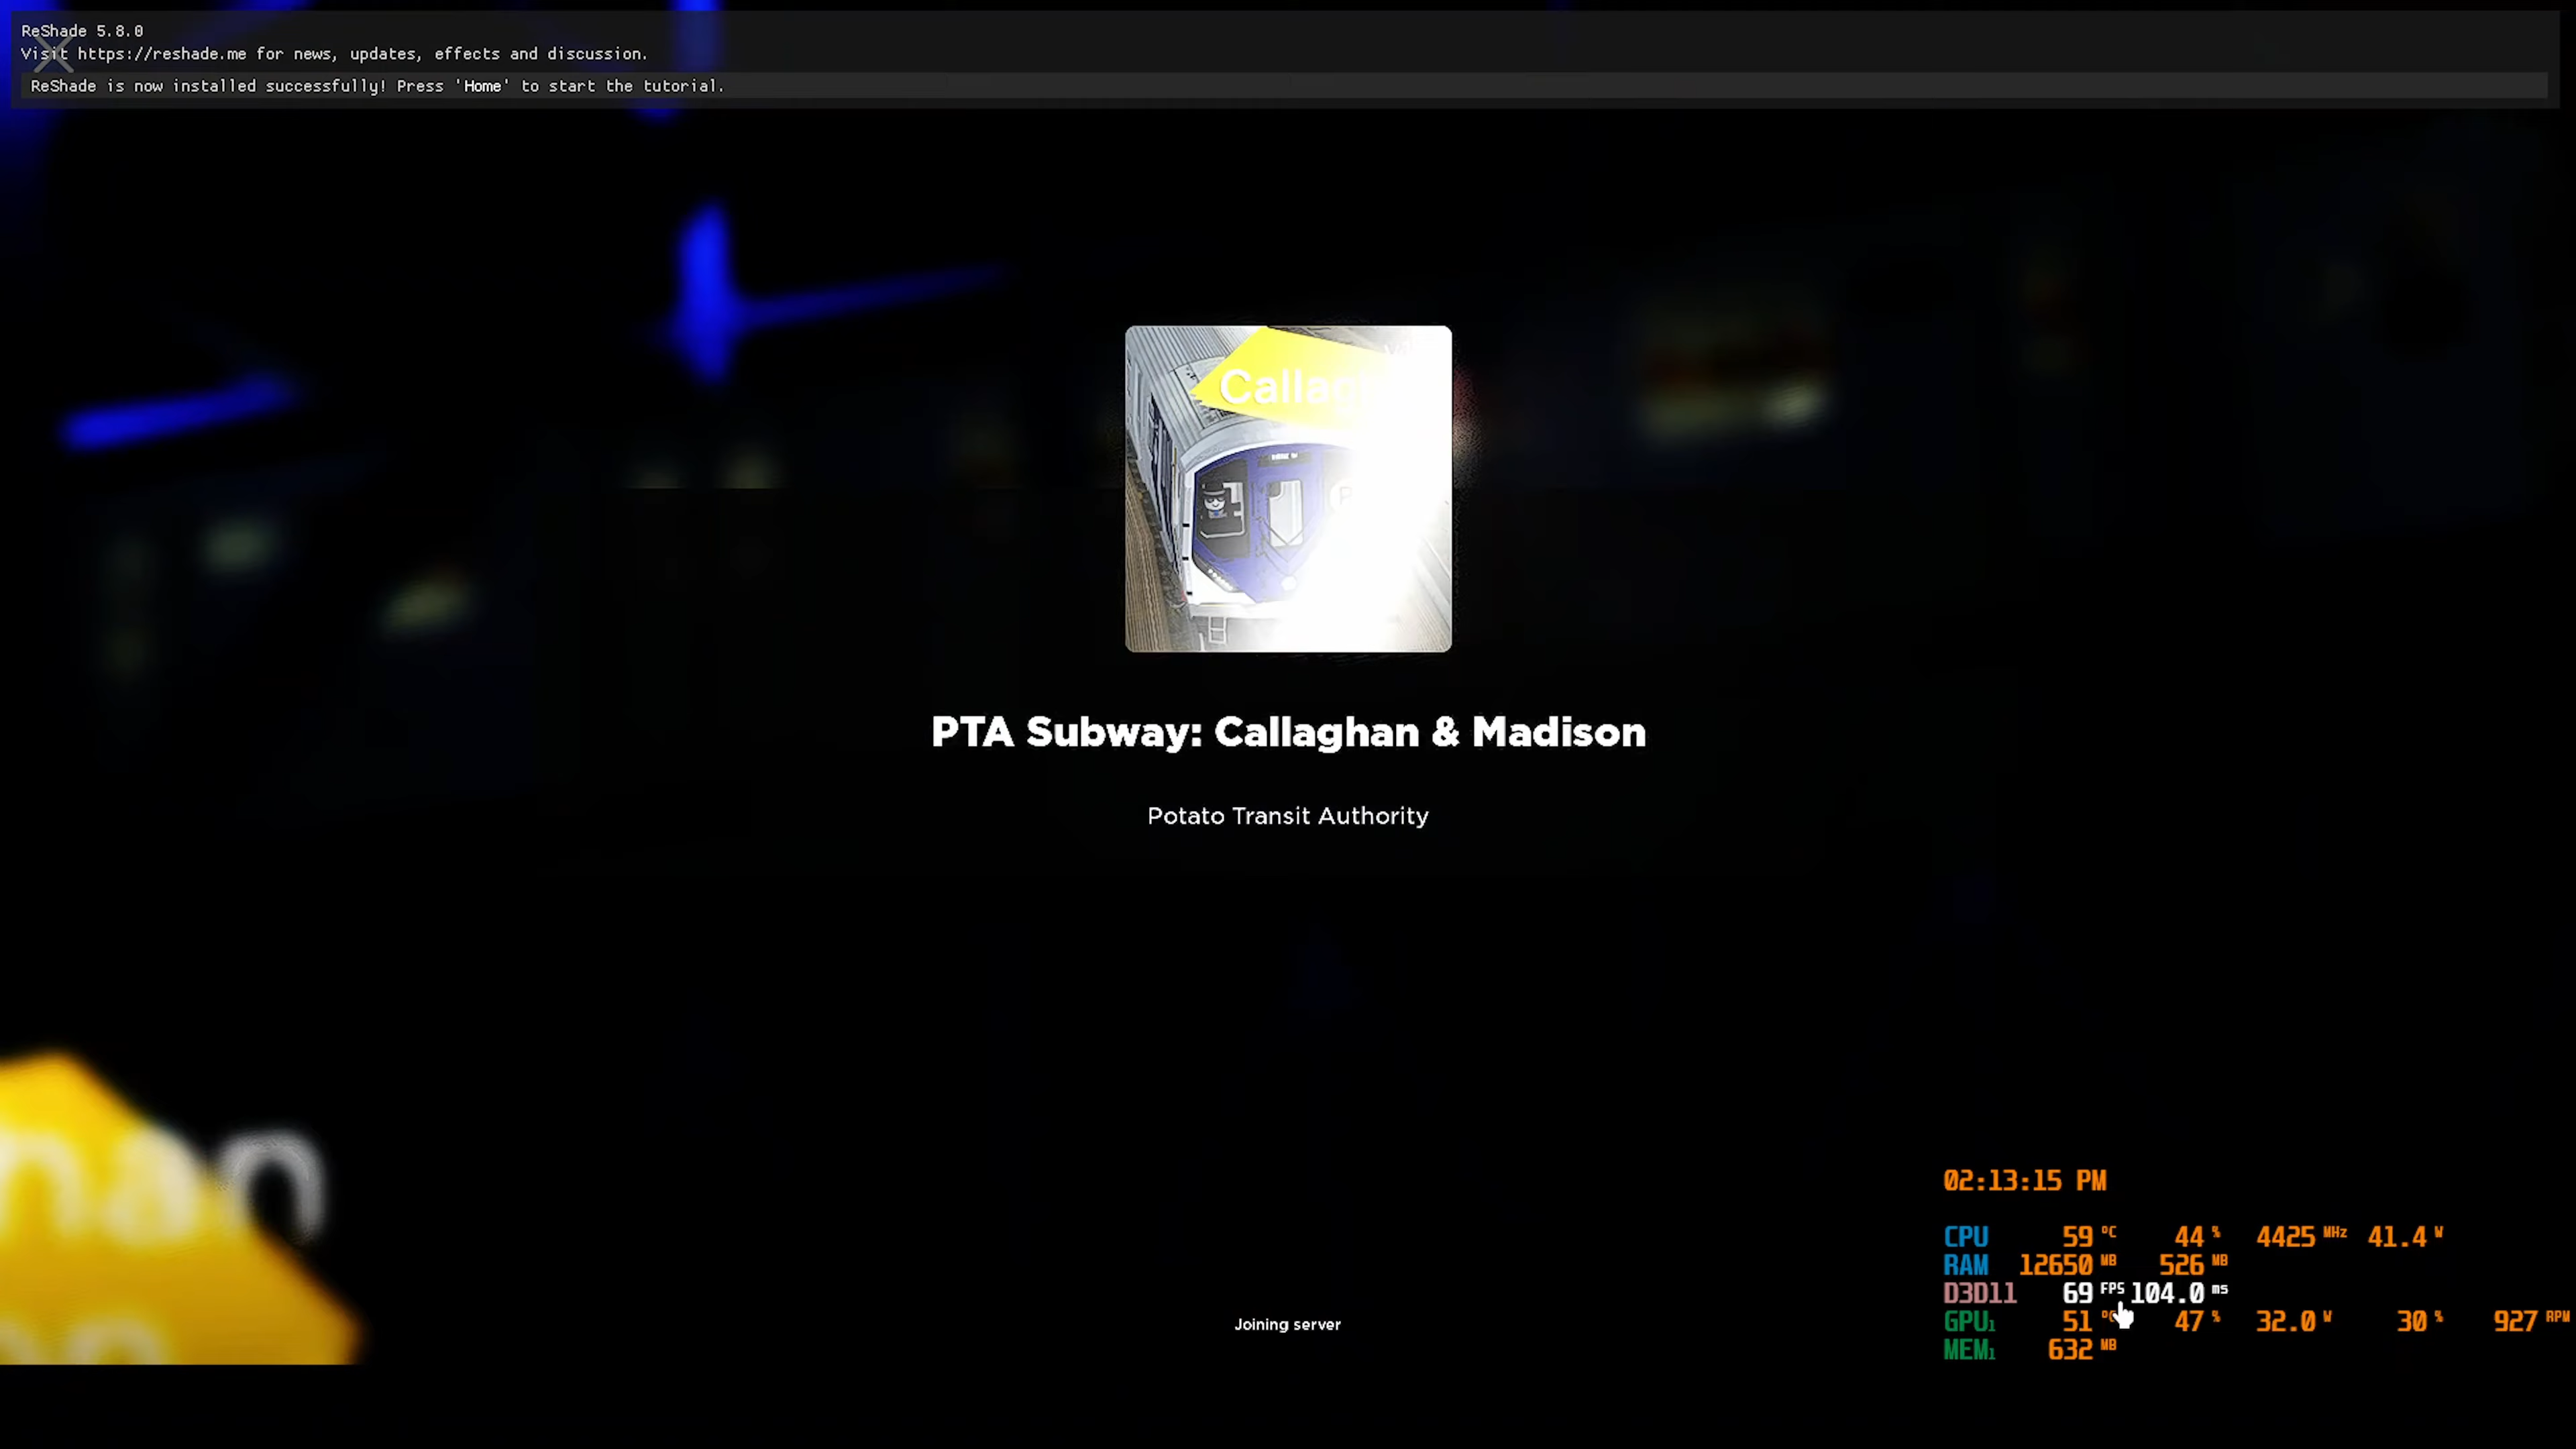 ReShade 5.8.0
Visit https://reshade.me for news, updates, effects and discussion.
ReShade is now installed successfully! Press 'Home' to start the tutorial.
PTA Subway: Callaghan & Madison
Potato Transit Authority
Joining server
02:13:15 PM
CPU 59 °C 44 % 4425 MHz 41.4 W
RAM 12650 MB 526 MB
D3D11 69 FPS 104.0 ms
GPU1 51 °C 47 % 32.0 W 30 % 927 RPM
MEM1 632 MB